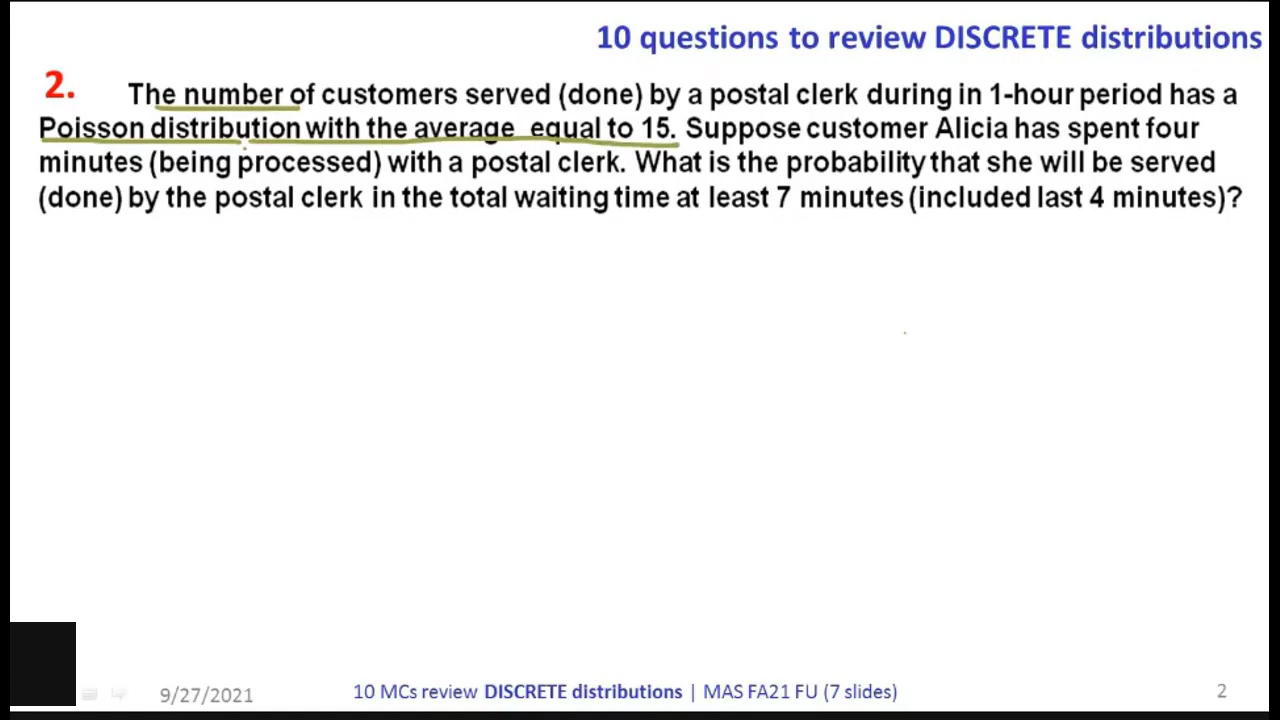 10 questions to review DISCRETE distributions
2. The number of customers served (done) by a postal clerk during in 1-hour period has a
Poisson distribution with the average equal to 15. Suppose customer Alicia has spent four
minutes (being processed) with a postal clerk. What is the probability that she will be served
(done) by the postal clerk in the total waiting time at least 7 minutes (included last 4 minutes)?
9/27/2021
10 MCs review DISCRETE distributions | MAS FA21 FU (7 slides)
2